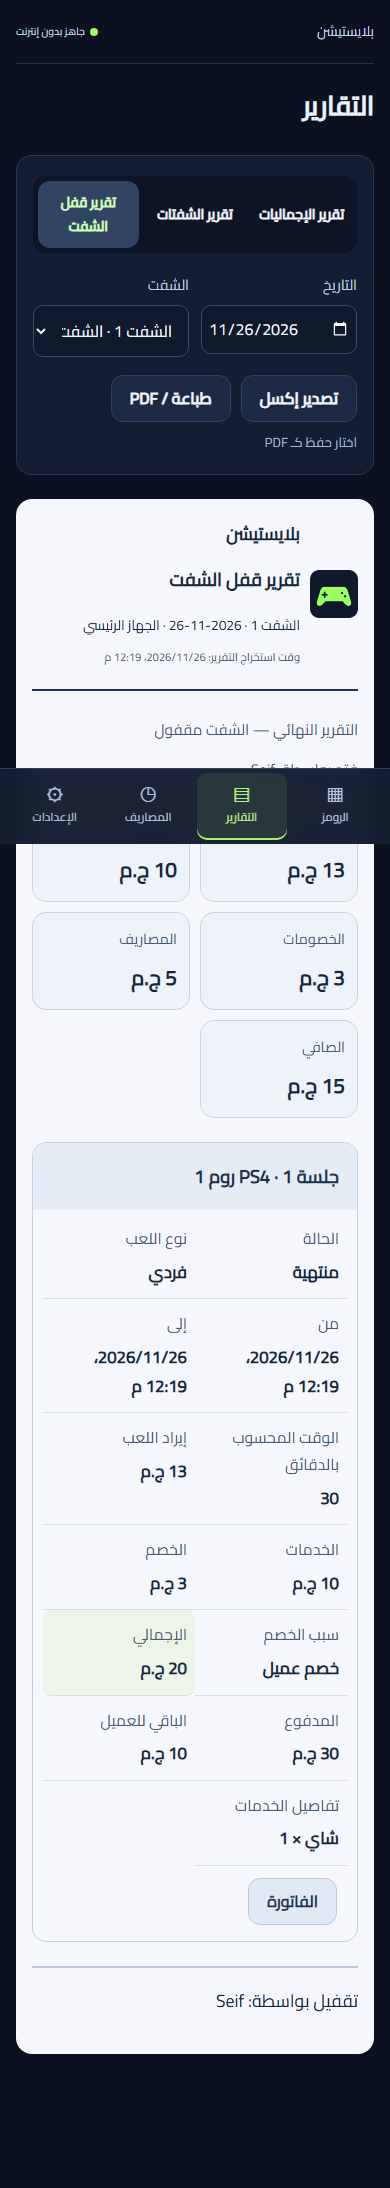 بلايستيشن
جاهز بدون إنترنت
التقارير
تقرير الإجماليات
تقرير الشفتات
تقرير قفل الشفت
التاريخ
الشفت
11/26/2026
الشفت 1 · الشفت
تصدير إكسل
طباعة / PDF
اختار حفظ كـ PDF
بلايستيشن
تقرير قفل الشفت
الشفت 1 · 2026-11-26 · الجهاز الرئيسي
وقت استخراج التقرير: 2026/11/26، 12:19 م
التقرير النهائي — الشفت مقفول
الرومز
التقارير
المصاريف
الإعدادات
13 ج.م
10 ج.م
الخصومات
3 ج.م
المصاريف
5 ج.م
الصافي
15 ج.م
جلسة 1 · PS4 روم 1
الحالة
منتهية
نوع اللعب
فردي
من
2026/11/26،
12:19 م
إلى
2026/11/26،
12:19 م
الوقت المحسوب
بالدقائق
30
إيراد اللعب
13 ج.م
الخدمات
10 ج.م
الخصم
3 ج.م
سبب الخصم
خصم عميل
الإجمالي
20 ج.م
المدفوع
30 ج.م
الباقي للعميل
10 ج.م
تفاصيل الخدمات
شاي × 1
الفاتورة
تقفيل بواسطة: Seif